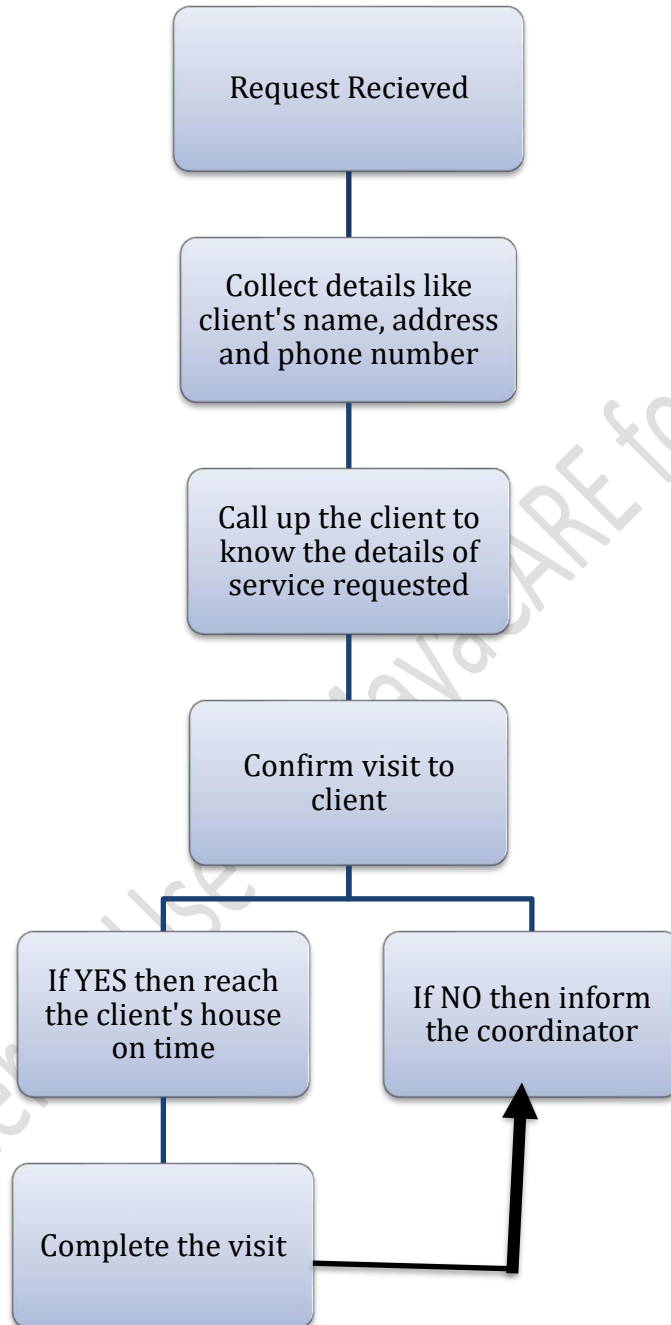 Request Recieved
Collect details like
client's name, address
and phone number
Call up the client to
know the details of
service requested
Confirm visit to
client
If YES then reach
the client's house
on time
If NO then inform
the coordinator
Complete the visit